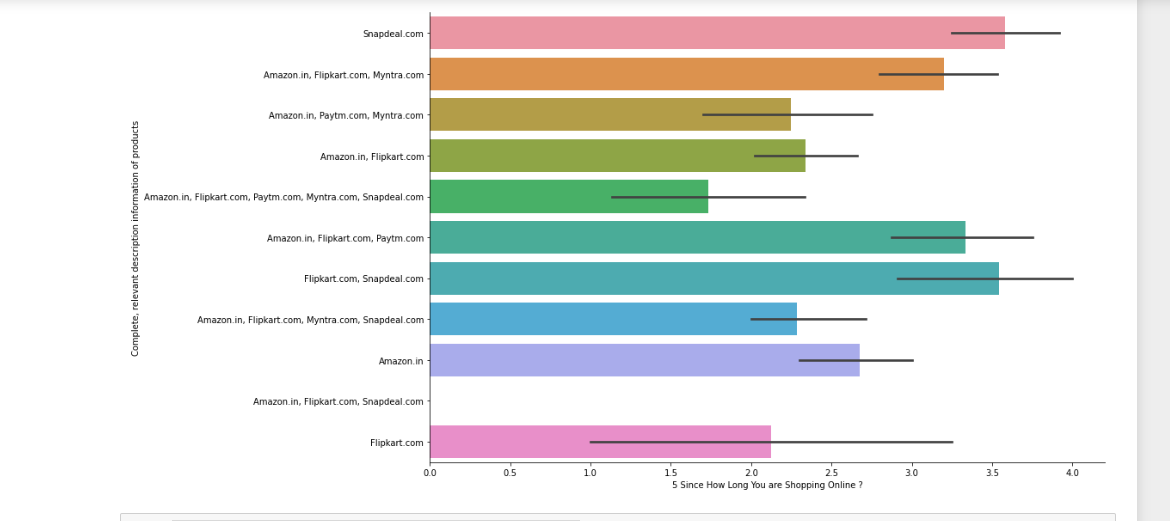 Complete, relevant description information of products
Snapdeal.com
Amazon.in, Flipkart.com, Myntra.com
Amazon.in, Paytm.com, Myntra.com
Amazon.in, Flipkart.com
Amazon.in, Flipkart.com, Paytm.com, Myntra.com, Snapdeal.com
Amazon.in, Flipkart.com, Paytm.com
Flipkart.com, Snapdeal.com
Amazon.in, Flipkart.com, Myntra.com, Snapdeal.com
Amazon.in
Amazon.in, Flipkart.com, Snapdeal.com
Flipkart.com
0.0 0.5 1.0 1.5 2.0 2.5 3.0 3.5 4.0
5 Since How Long You are Shopping Online ?